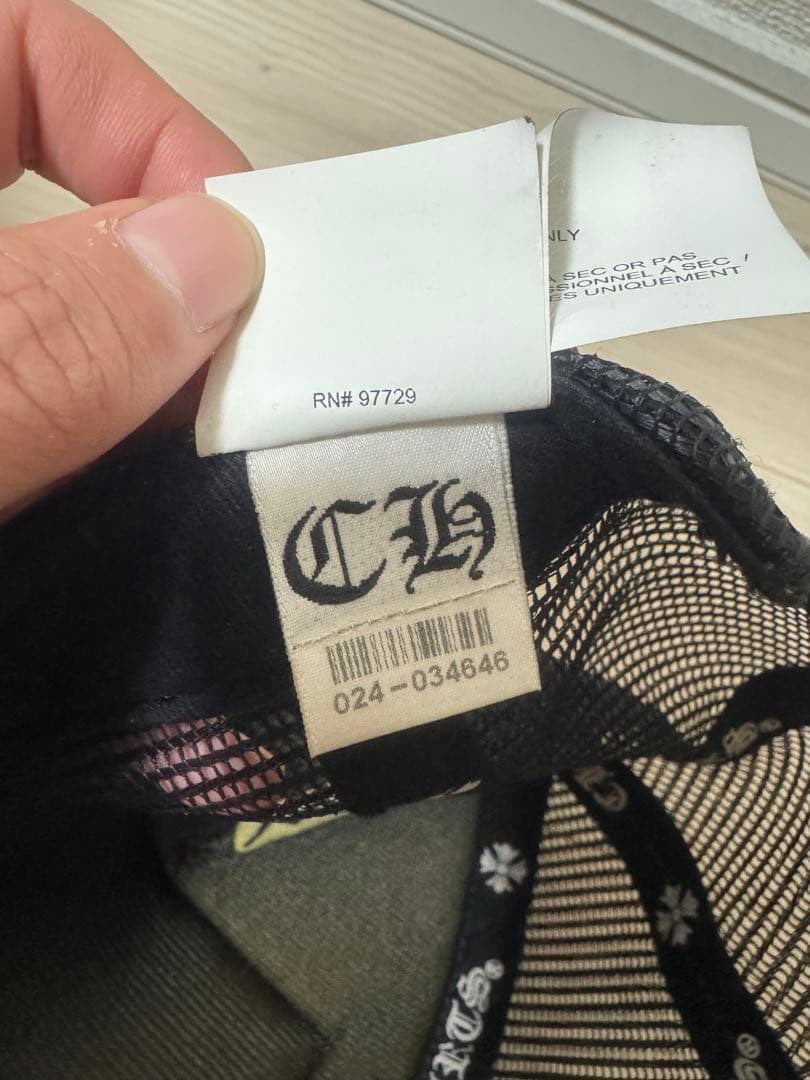 NLY
À SEC OR PAS
SSIONNEL À SEC /
ES UNIQUEMENT
RN# 97729
CH
024-034646